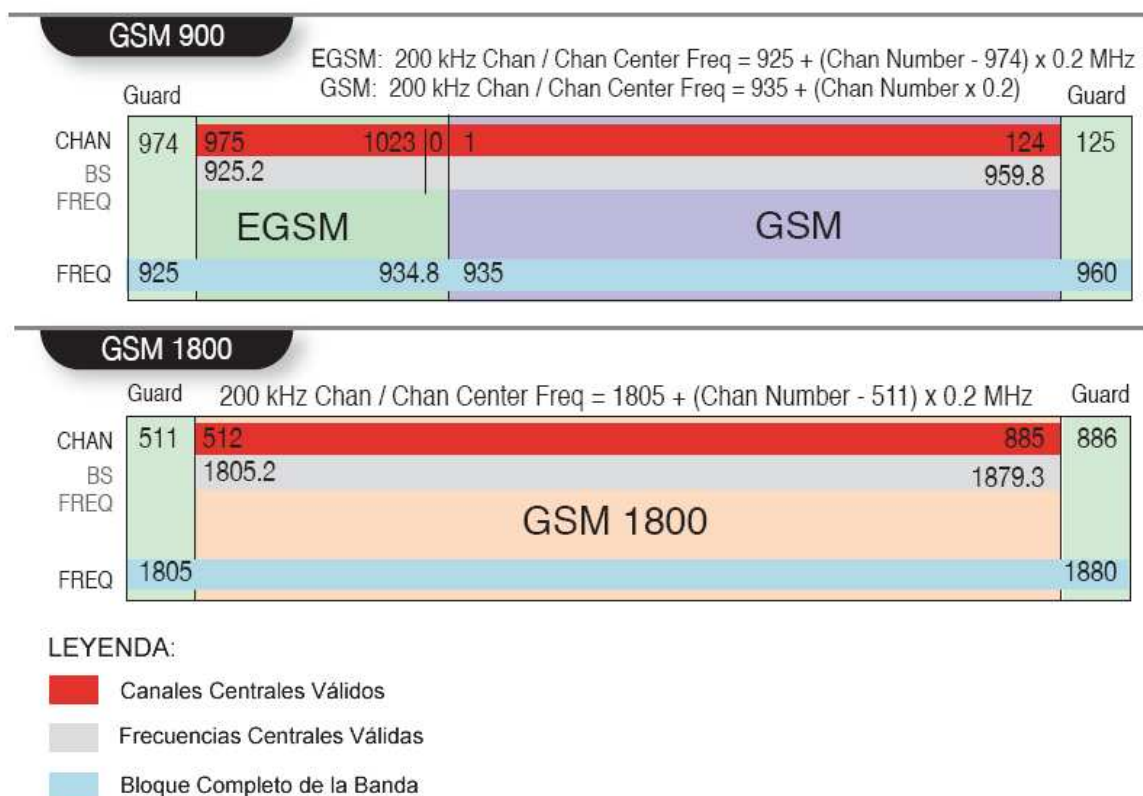 GSM 900
EGSM: 200 kHz Chan / Chan Center Freq = 925 + (Chan Number - 974) x 0.2 MHz
GSM: 200 kHz Chan / Chan Center Freq = 935 + (Chan Number x 0.2)
Guard Guard
CHAN 974 975 1023 0 1 124 125
BS 925.2 959.8
FREQ
EGSM GSM
FREQ 925 934.8 935 960
GSM 1800
Guard 200 kHz Chan / Chan Center Freq = 1805 + (Chan Number - 511) x 0.2 MHz Guard
CHAN 511 512 885 886
BS 1805.2 1879.3
FREQ
GSM 1800
FREQ 1805 1880
LEYENDA:
Canales Centrales Válidos
Frecuencias Centrales Válidas
Bloque Completo de la Banda